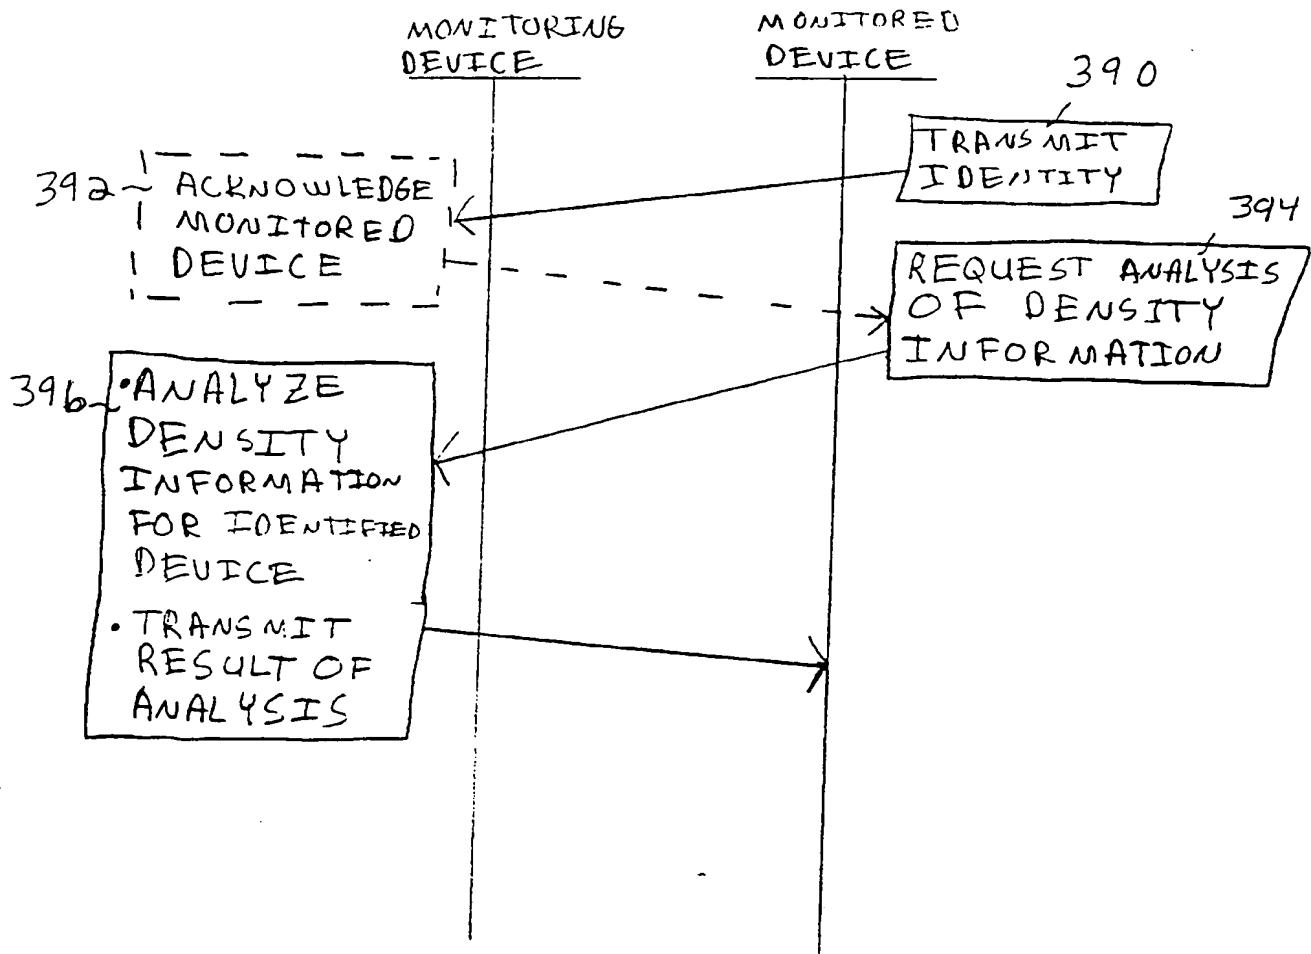 MONITORING
DEVICE
MONITORED
DEVICE
390
TRANSMIT
IDENTITY
392
ACKNOWLEDGE
MONITORED
DEVICE
394
REQUEST ANALYSIS
OF DENSITY
INFORMATION
396
• ANALYZE
DENSITY
INFORMATION
FOR IDENTIFIED
DEVICE
• TRANSMIT
RESULT OF
ANALYSIS